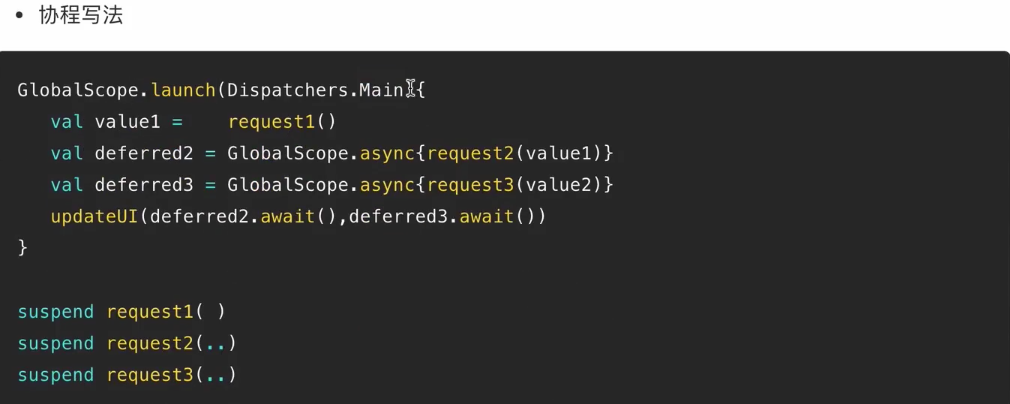 • 协程写法
GlobalScope.launch(Dispatchers.Main){
val value1 = request1()
val deferred2 = GlobalScope.async{request2(value1)}
val deferred3 = GlobalScope.async{request3(value2)}
updateUI(deferred2.await(),deferred3.await())
}
suspend request1( )
suspend request2(..)
suspend request3(..)